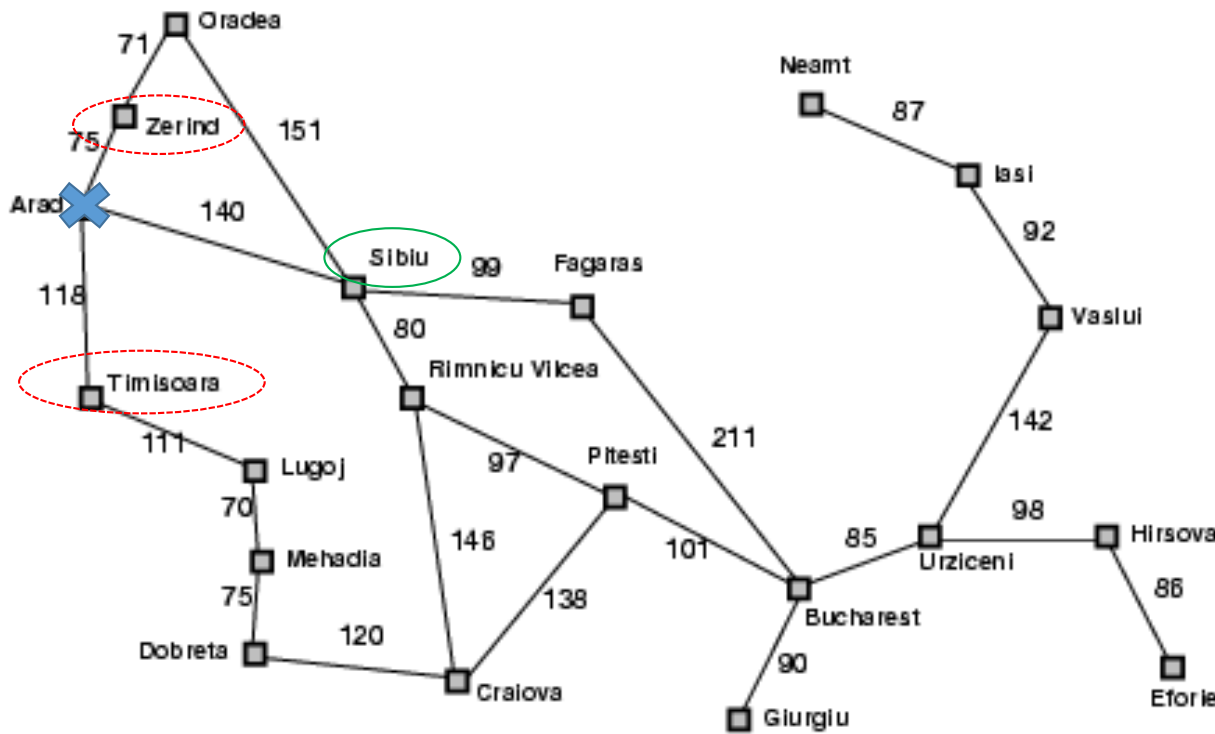 Oradea
71
Neamt
87
Zerind
151
75
Iasi
Arad
140
92
Sibiu
99
Fagaras
118
80
Vaslui
Timisoara
Rimnicu Vilcea
142
111
211
Lugoj
97
Pitesti
70
98
146
101
85
Hirsova
Mehadia
Urziceni
75
138
86
Bucharest
120
Dobreta
90
Craiova
Giurgiu
Eforie